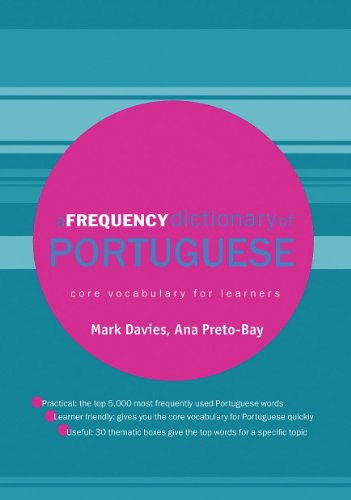 a FREQUENCY dictionary of
PORTUGUESE
core vocabulary for learners
Mark Davies, Ana Preto-Bay
Practical: the top 5,000 most frequently used Portuguese words
Learner friendly: gives you the core vocabulary for Portuguese quickly
Useful: 30 thematic boxes give the top words for a specific topic